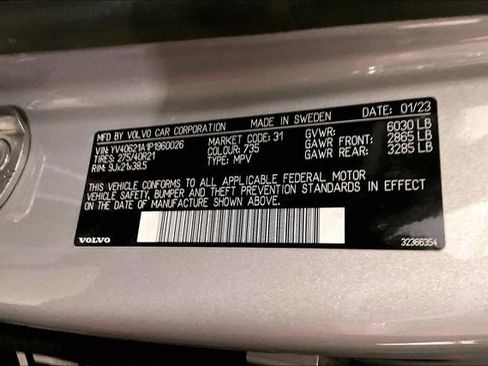 MFD BY VOLVO CAR CORPORATION MADE IN SWEDEN DATE: 01/23
VIN: YV40621A1P1960026 MARKET CODE: 31 GVWR: 6030 LB
TIRES: 275/40R21 COLOUR: 735 GAWR FRONT: 2865 LB
RIM: 9Jx21x38.5 TYPE: MPV GAWR REAR: 3285 LB
THIS VEHICLE CONFORMS TO ALL APPLICABLE FEDERAL MOTOR
VEHICLE SAFETY, BUMPER AND THEFT PREVENTION STANDARDS IN EFFECT
ON THE DATE OF MANUFACTURE SHOWN ABOVE.
VOLVO 32366354